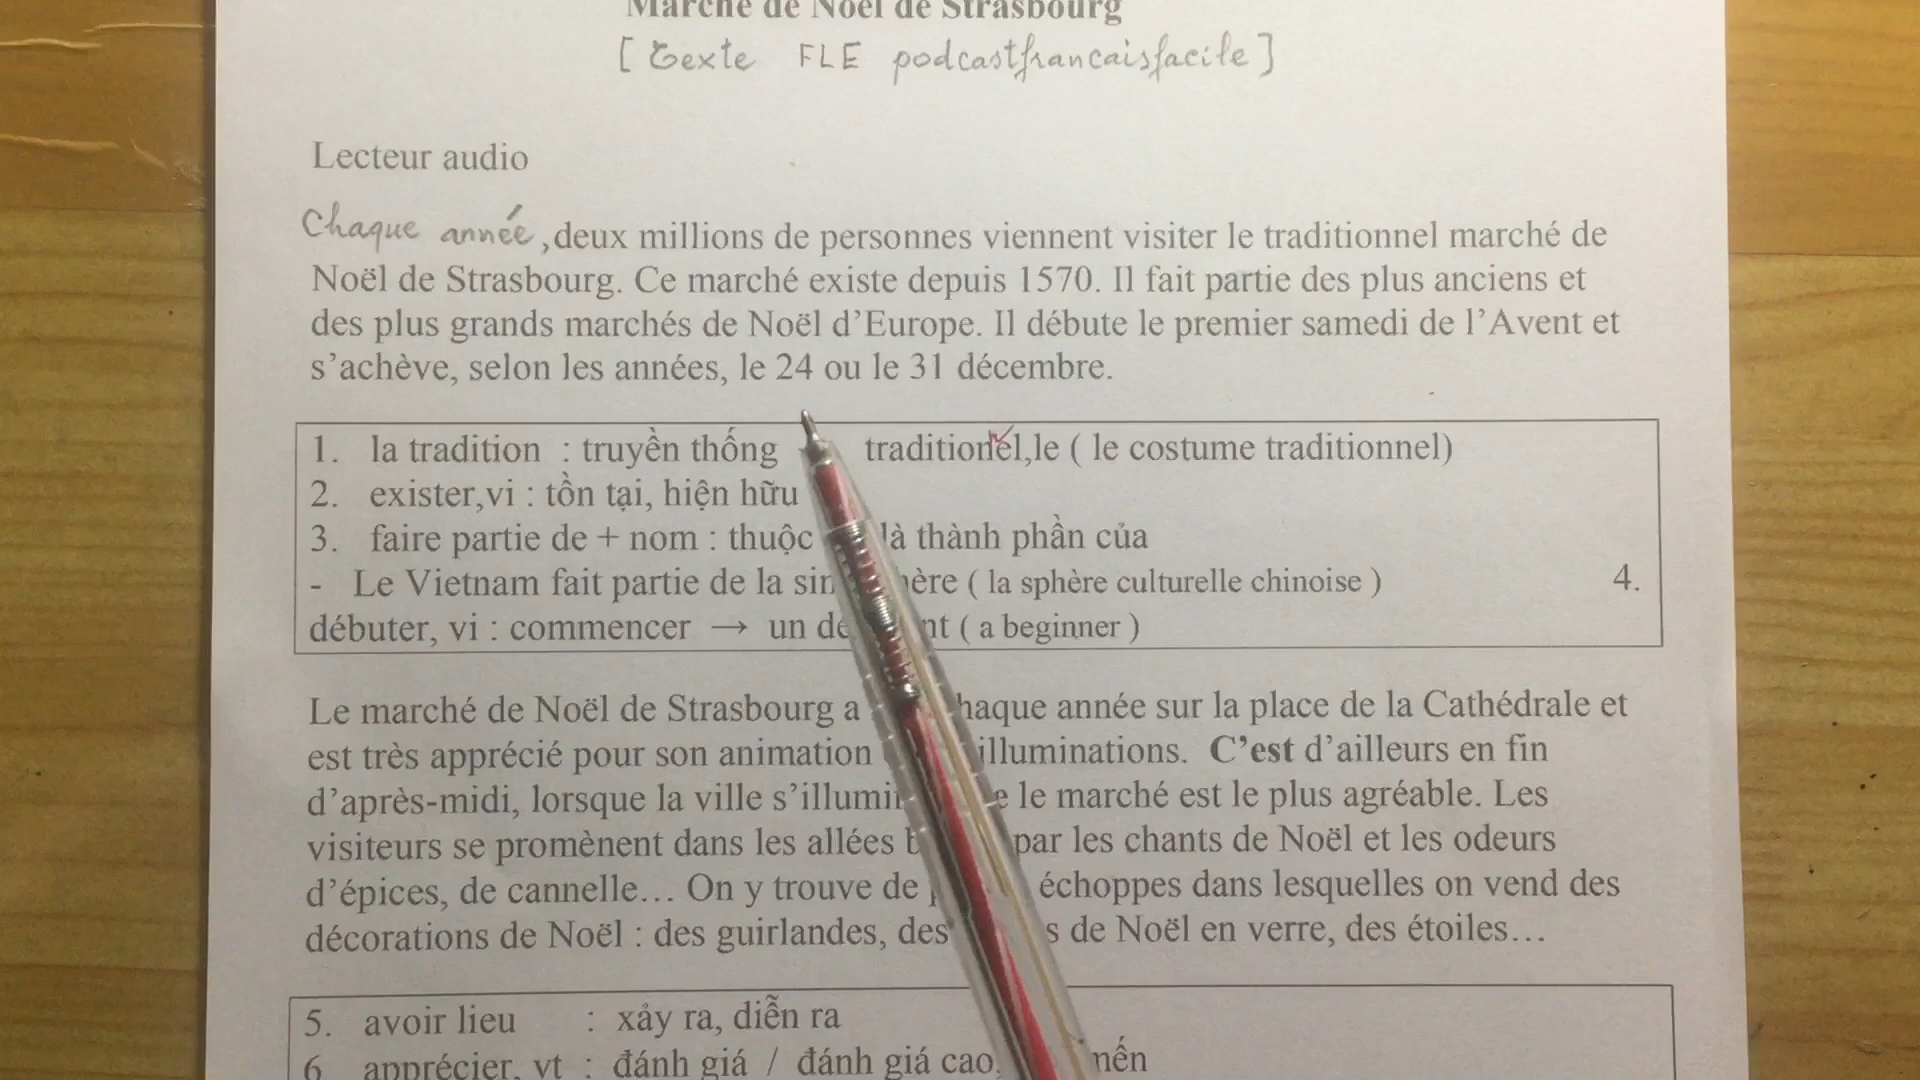 Marché de Noël de Strasbourg
[ Texte FLE podcastfrancaisfacile ]
Lecteur audio
Chaque année, deux millions de personnes viennent visiter le traditionnel marché de
Noël de Strasbourg. Ce marché existe depuis 1570. Il fait partie des plus anciens et
des plus grands marchés de Noël d’Europe. Il débute le premier samedi de l’Avent et
s’achève, selon les années, le 24 ou le 31 décembre.
1. la tradition : truyền thống traditionel,le ( le costume traditionnel)
2. exister,vi : tồn tại, hiện hữu
3. faire partie de + nom : thuộc là thành phần của
- Le Vietnam fait partie de la ( la sphère culturelle chinoise ) 4.
débuter, vi : commencer → un ( a beginner )
Le marché de Noël de Strasbourg a chaque année sur la place de la Cathédrale et
est très apprécié pour son animation illuminations. C’est d’ailleurs en fin
d’après-midi, lorsque la ville le marché est le plus agréable. Les
visiteurs se promènent dans les allées par les chants de Noël et les odeurs
d’épices, de cannelle… On y trouve de échoppes dans lesquelles on vend des
décorations de Noël : des guirlandes, des de Noël en verre, des étoiles…
5. avoir lieu : xảy ra, diễn ra
6 apprécier, vt : đánh giá / đánh giá cao,